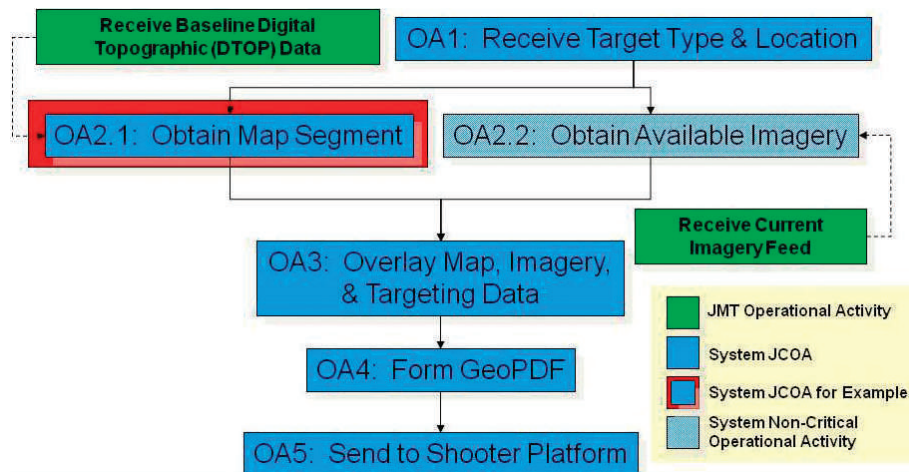 Receive Baseline Digital
Topographic (DTOP) Data
OA1: Receive Target Type & Location
OA2.1: Obtain Map Segment
OA2.2: Obtain Available Imagery
Receive Current
Imagery Feed
OA3: Overlay Map, Imagery,
& Targeting Data
OA4: Form GeoPDF
OA5: Send to Shooter Platform
JMT Operational Activity
System JCOA
System JCOA for Example
System Non-Critical
Operational Activity